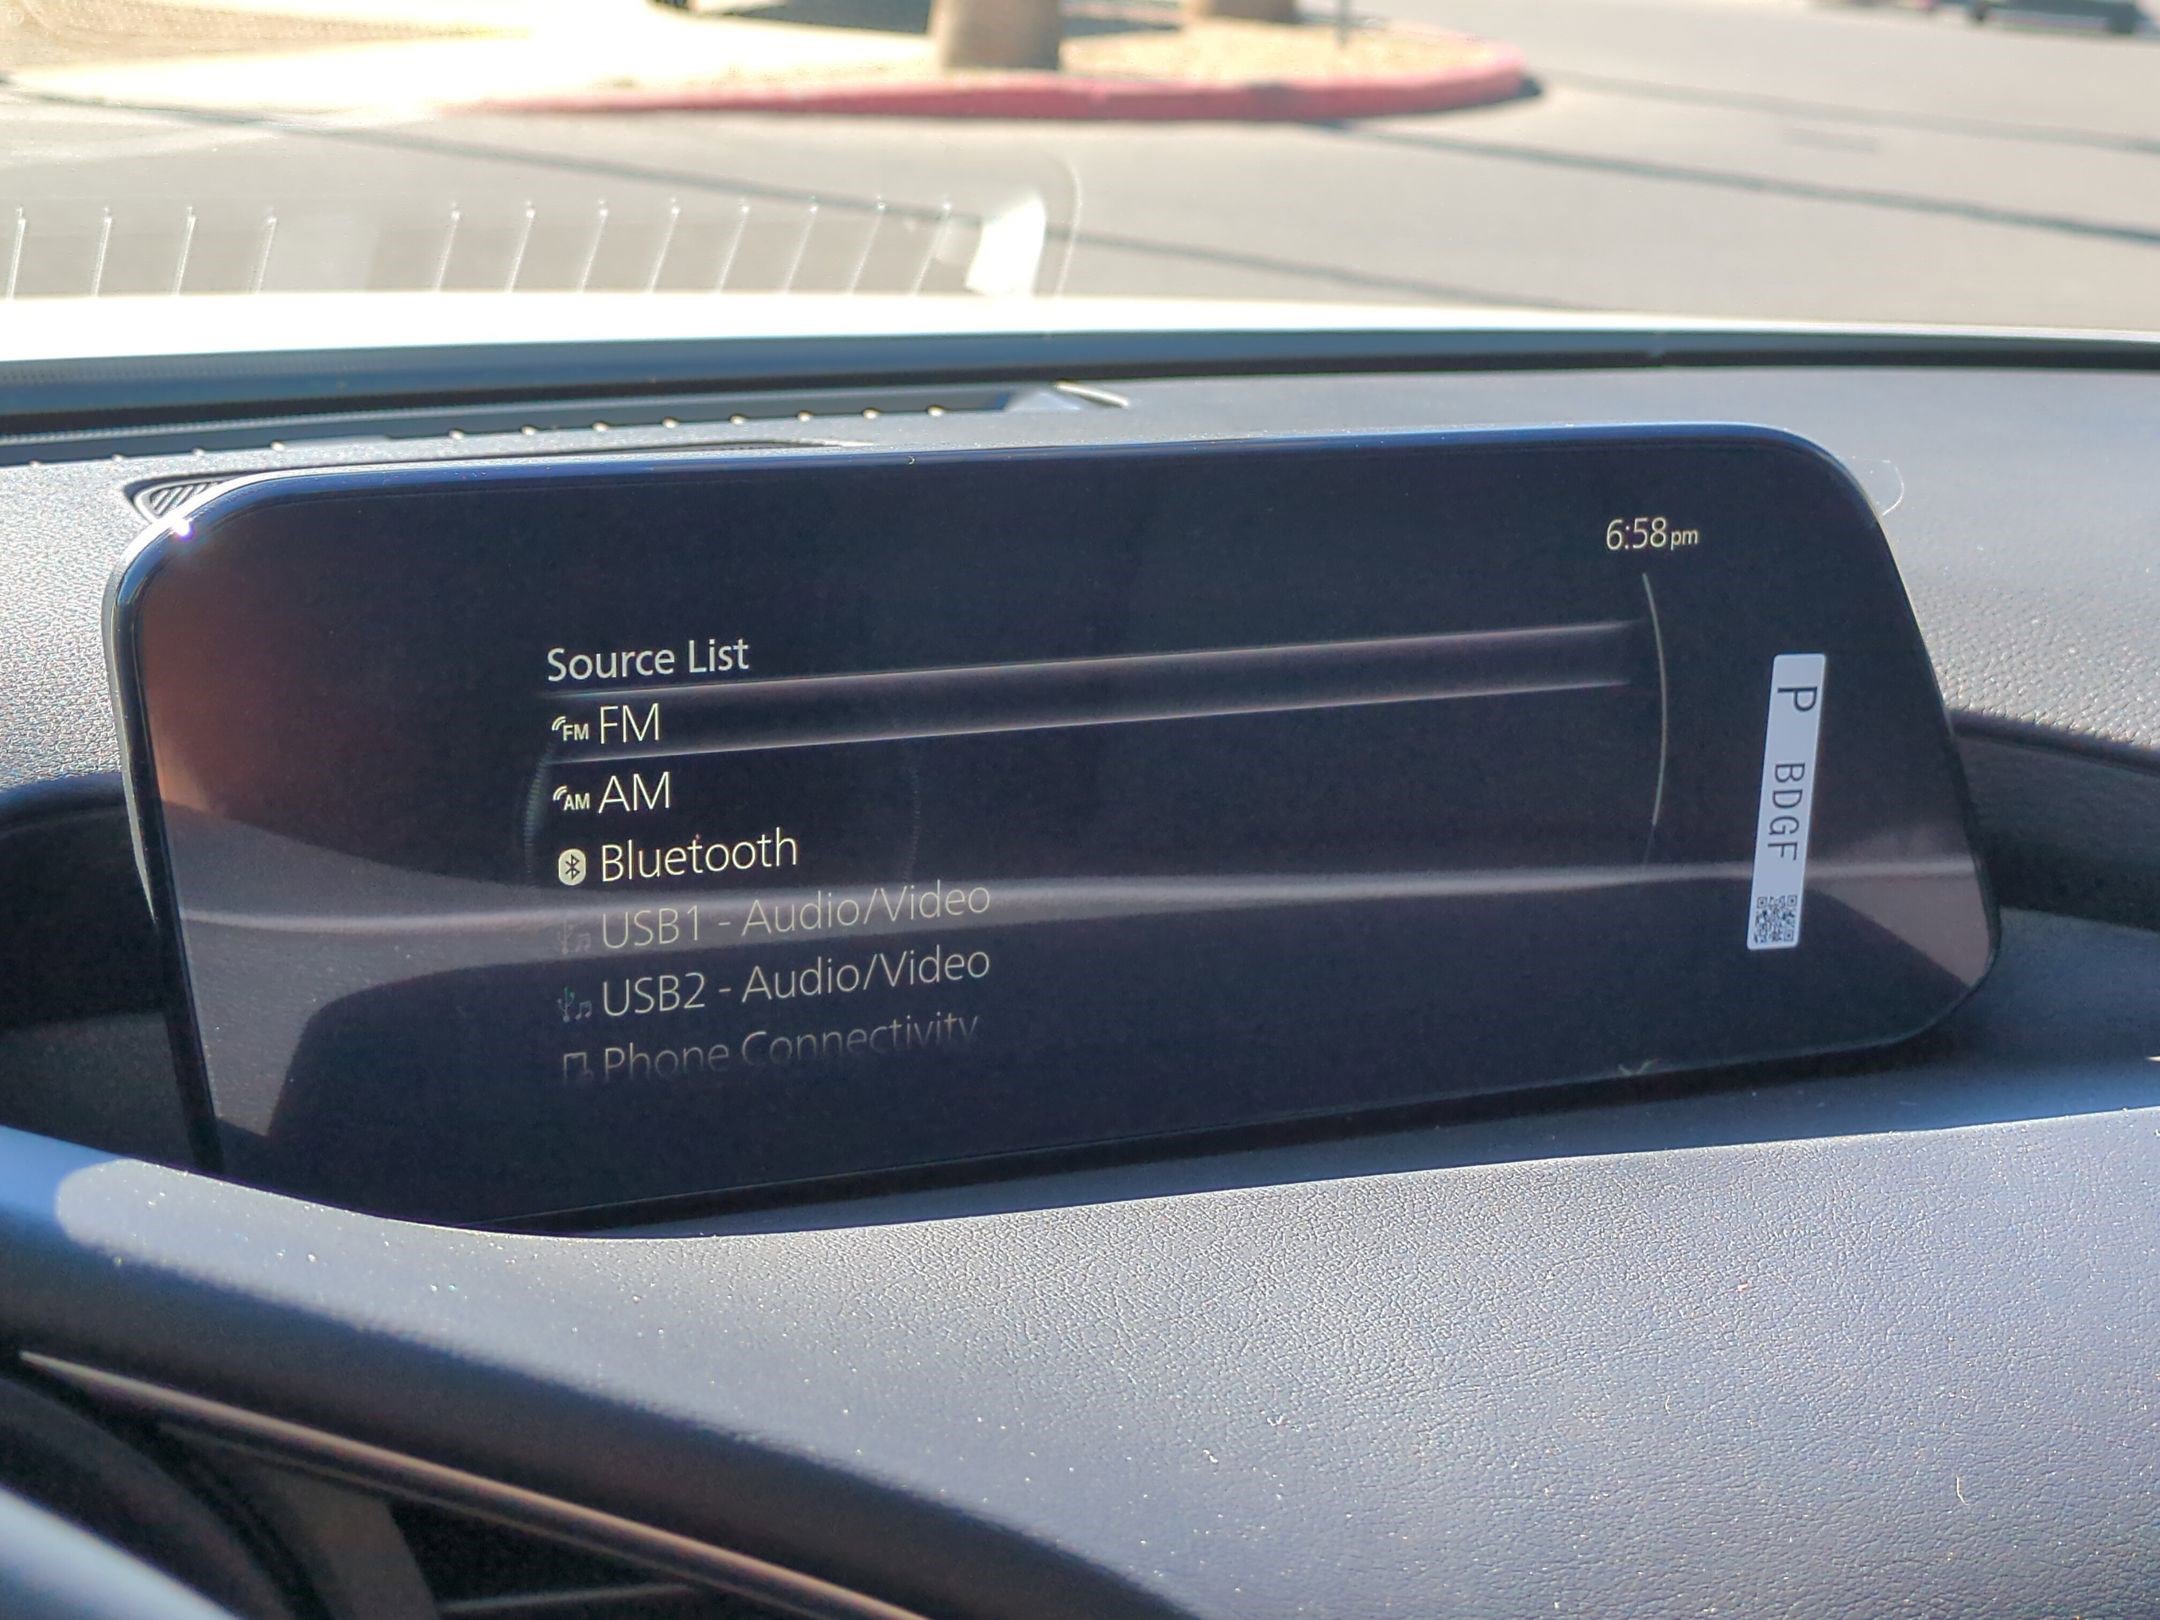 6:58pm
Source List
FM FM
AM AM
Bluetooth
USB1 - Audio/Video
USB2 - Audio/Video
Phone Connectivity
P BDGF